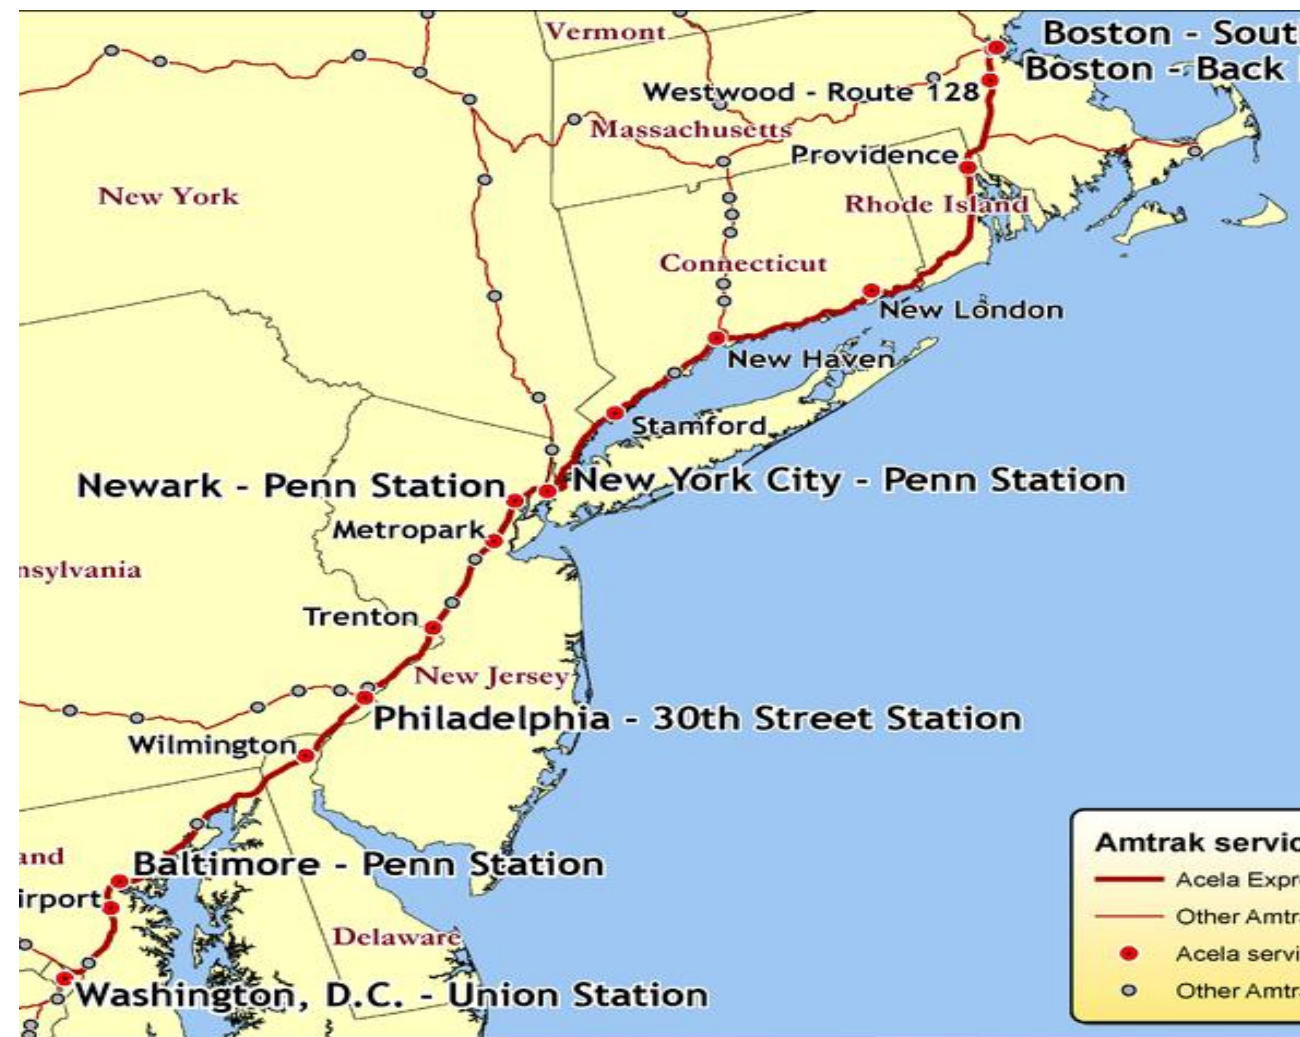 Vermont
Boston - Sout
Boston - Back
Westwood - Route 128
Massachusetts
Providence
New York
Rhode Island
Connecticut
New London
New Haven
Stamford
Newark - Penn Station
New York City - Penn Station
Metropark
nsylvania
Trenton
New Jersey
Philadelphia - 30th Street Station
Wilmington
and
Baltimore - Penn Station
irport
Delaware
Washington, D.C. - Union Station
Amtrak servic
Acela Expr
Other Amtr
Acela servi
Other Amtr